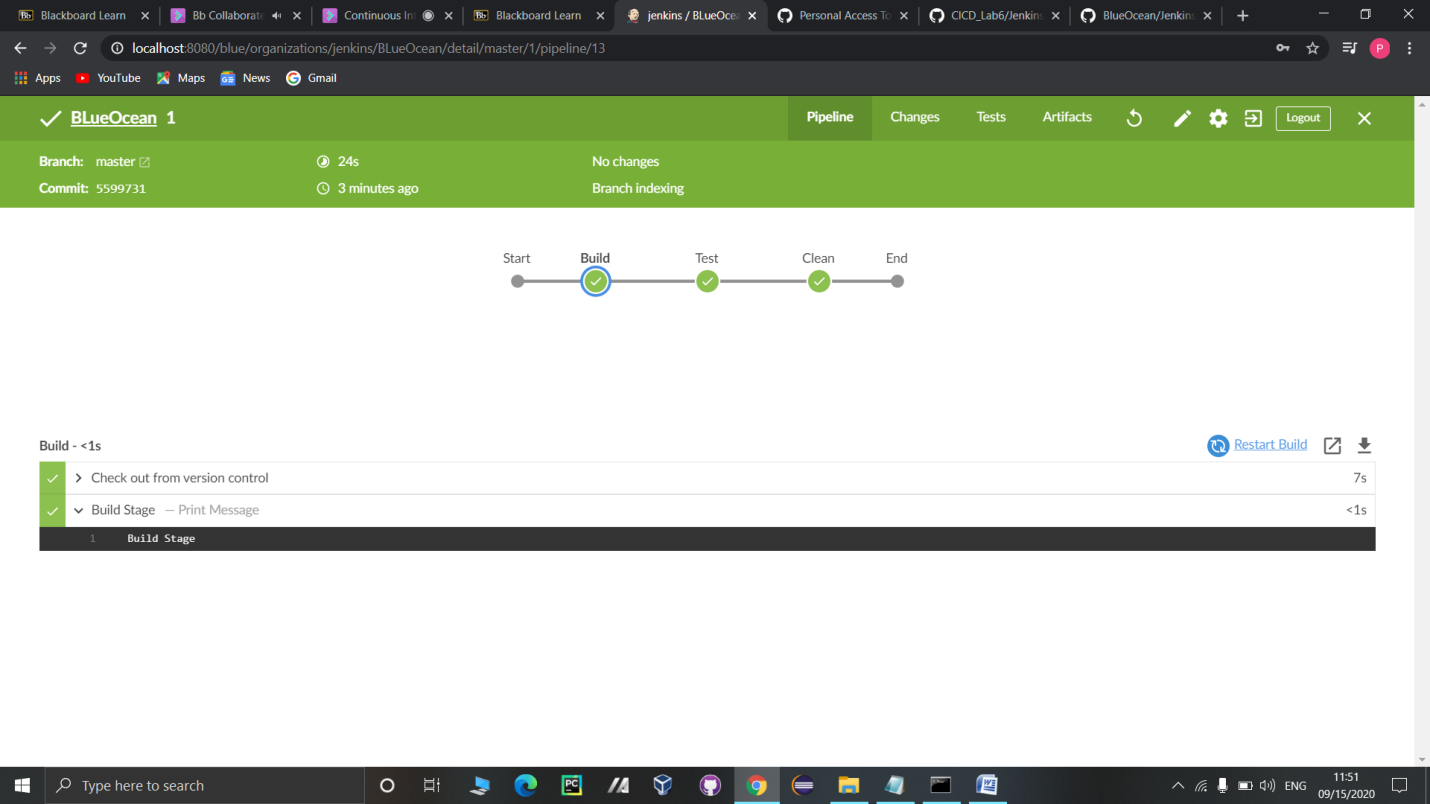 Blackboard Learn
Bb Collaborate
Continuous In
Blackboard Learn
jenkins / BLueOcea
Personal Access To
CICD_Lab6/Jenkins
BlueOcean/Jenkins
localhost:8080/blue/organizations/jenkins/BLueOcean/detail/master/1/pipeline/13
P
Apps YouTube Maps News Gmail
BLueOcean 1
Pipeline Changes Tests Artifacts Logout
Branch: master 24s No changes
Commit: 5599731 3 minutes ago Branch indexing
Start Build Test Clean End
Build - <1s Restart Build
Check out from version control 7s
Build Stage — Print Message <1s
1 Build Stage
Type here to search
ENG
11:51
09/15/2020